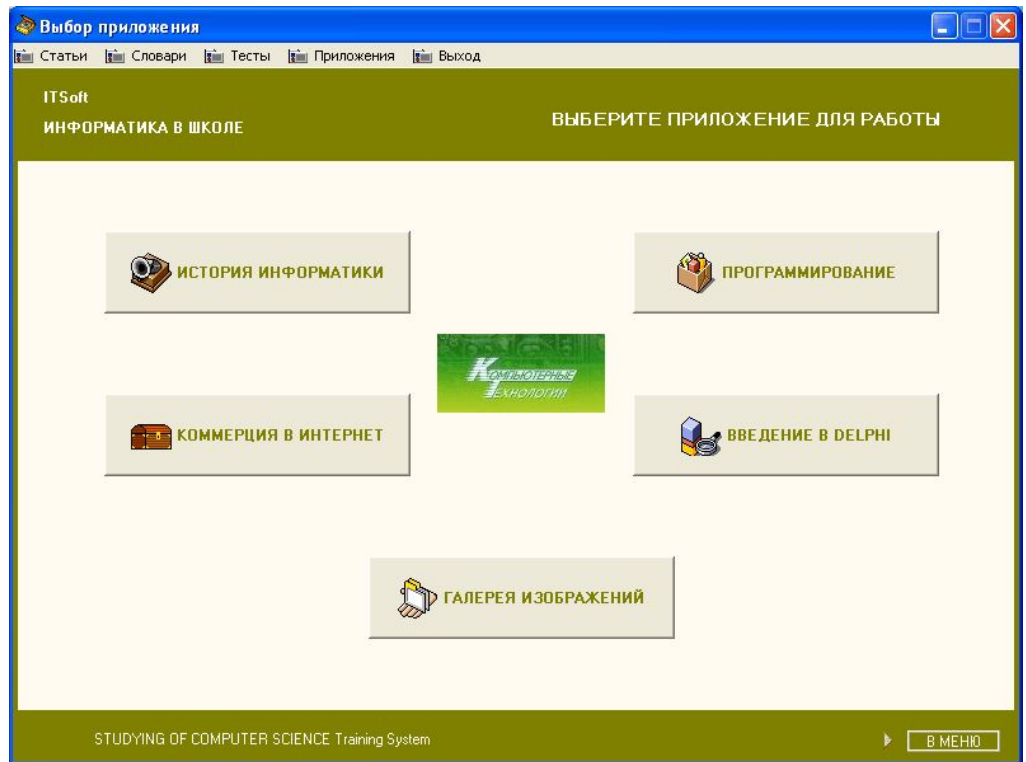 Выбор приложения
Статьи Словари Тесты Приложения Выход
ITSoft
ИНФОРМАТИКА В ШКОЛЕ
ВЫБЕРИТЕ ПРИЛОЖЕНИЕ ДЛЯ РАБОТЫ
ИСТОРИЯ ИНФОРМАТИКИ
ПРОГРАММИРОВАНИЕ
КОМПЬЮТЕРНЫЕ
ТЕХНОЛОГИИ
КОММЕРЦИЯ В ИНТЕРНЕТ
ВВЕДЕНИЕ В DELPHI
ГАЛЕРЕЯ ИЗОБРАЖЕНИЙ
STUDYING OF COMPUTER SCIENCE Training System
В МЕНЮ